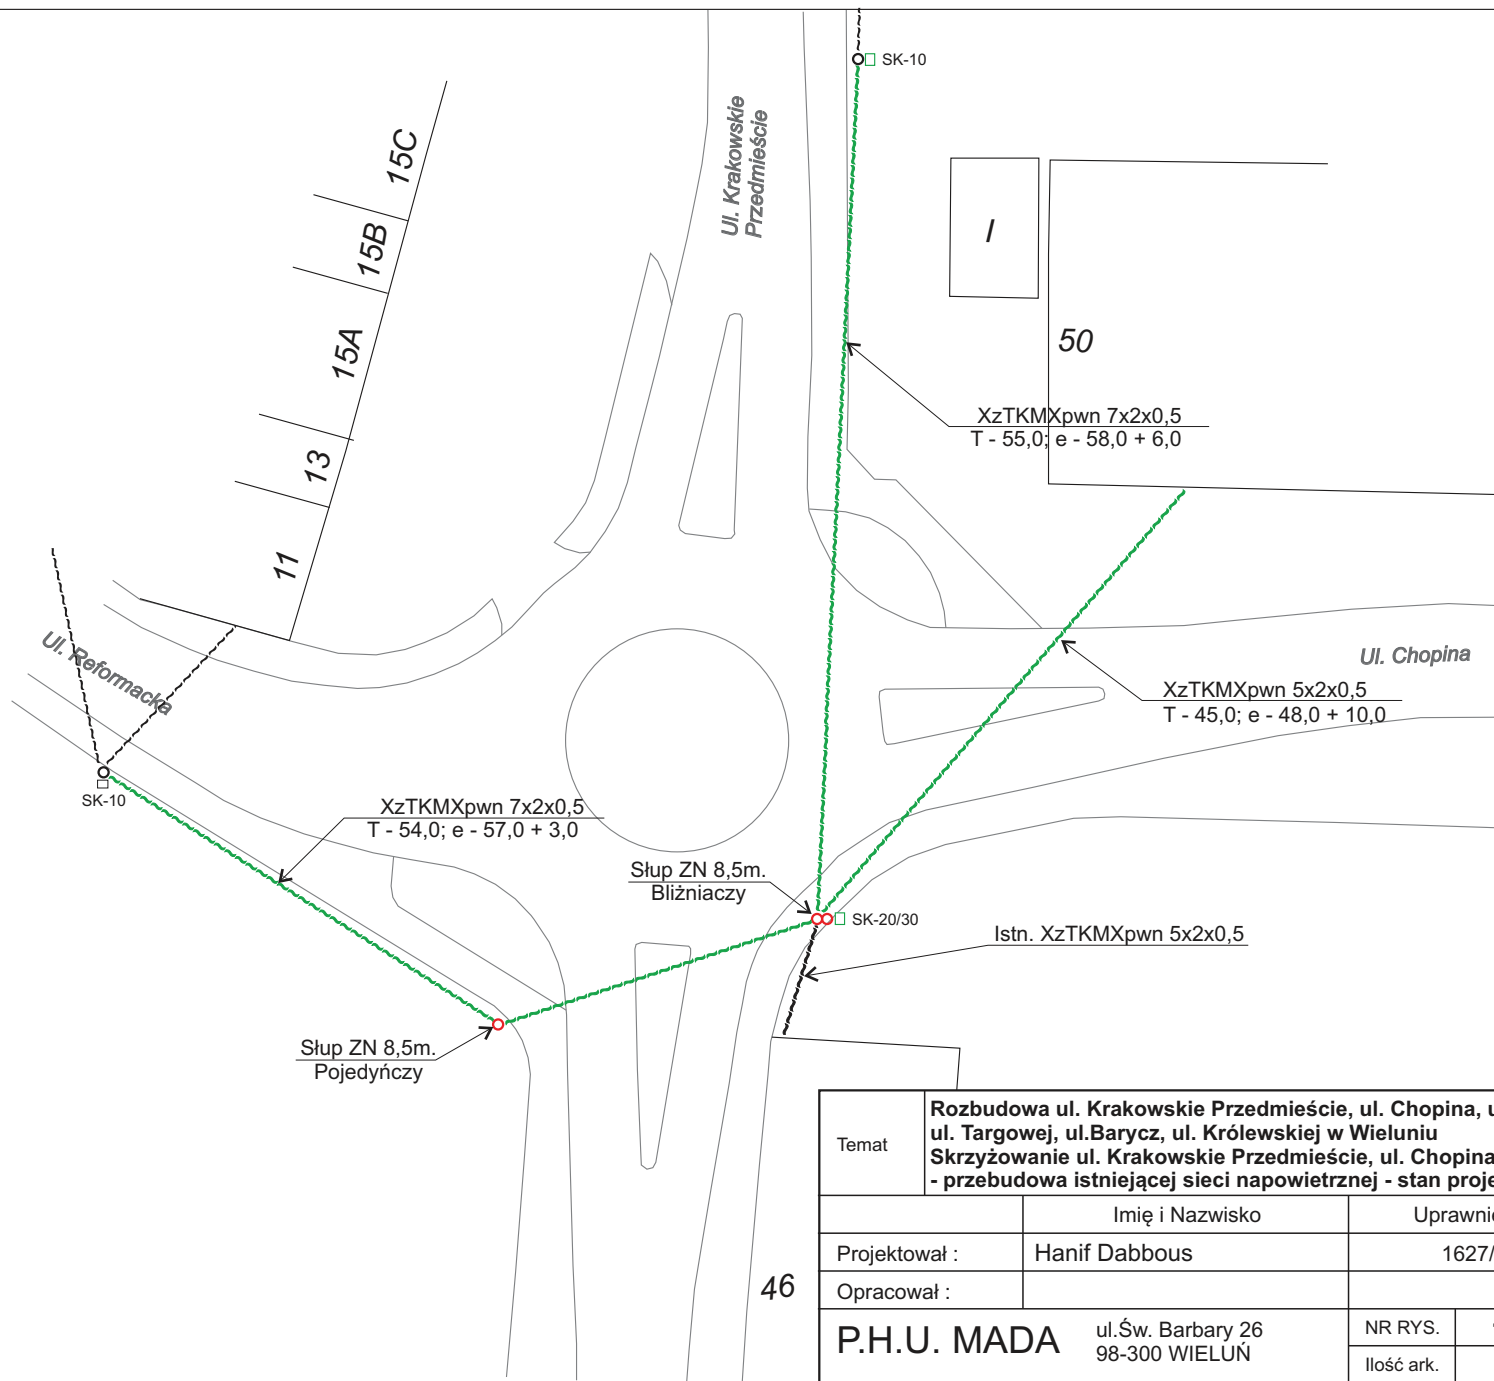 SK-10
Ul. Krakowskie
Przedmieście
15C
15B
15A
13
11
I
50
XzTKMXpwn 7x2x0,5
T - 55,0; e - 58,0 + 6,0
Ul. Reformacka
Ul. Chopina
XzTKMXpwn 5x2x0,5
T - 45,0; e - 48,0 + 10,0
SK-10
XzTKMXpwn 7x2x0,5
T - 54,0; e - 57,0 + 3,0
Słup ZN 8,5m.
Bliżniaczy
SK-20/30
Istn. XzTKMXpwn 5x2x0,5
Słup ZN 8,5m.
Pojedyńczy
46
Temat
Rozbudowa ul. Krakowskie Przedmieście, ul. Chopina, u
ul. Targowej, ul.Barycz, ul. Królewskiej w Wieluniu
Skrzyżowanie ul. Krakowskie Przedmieście, ul. Chopina
- przebudowa istniejącej sieci napowietrznej - stan proje
Imię i Nazwisko
Uprawnie
Projektował :
Hanif Dabbous
1627/
Opracował :
P.H.U. MADA
ul.Św. Barbary 26
98-300 WIELUŃ
NR RYS.
Ilość ark.